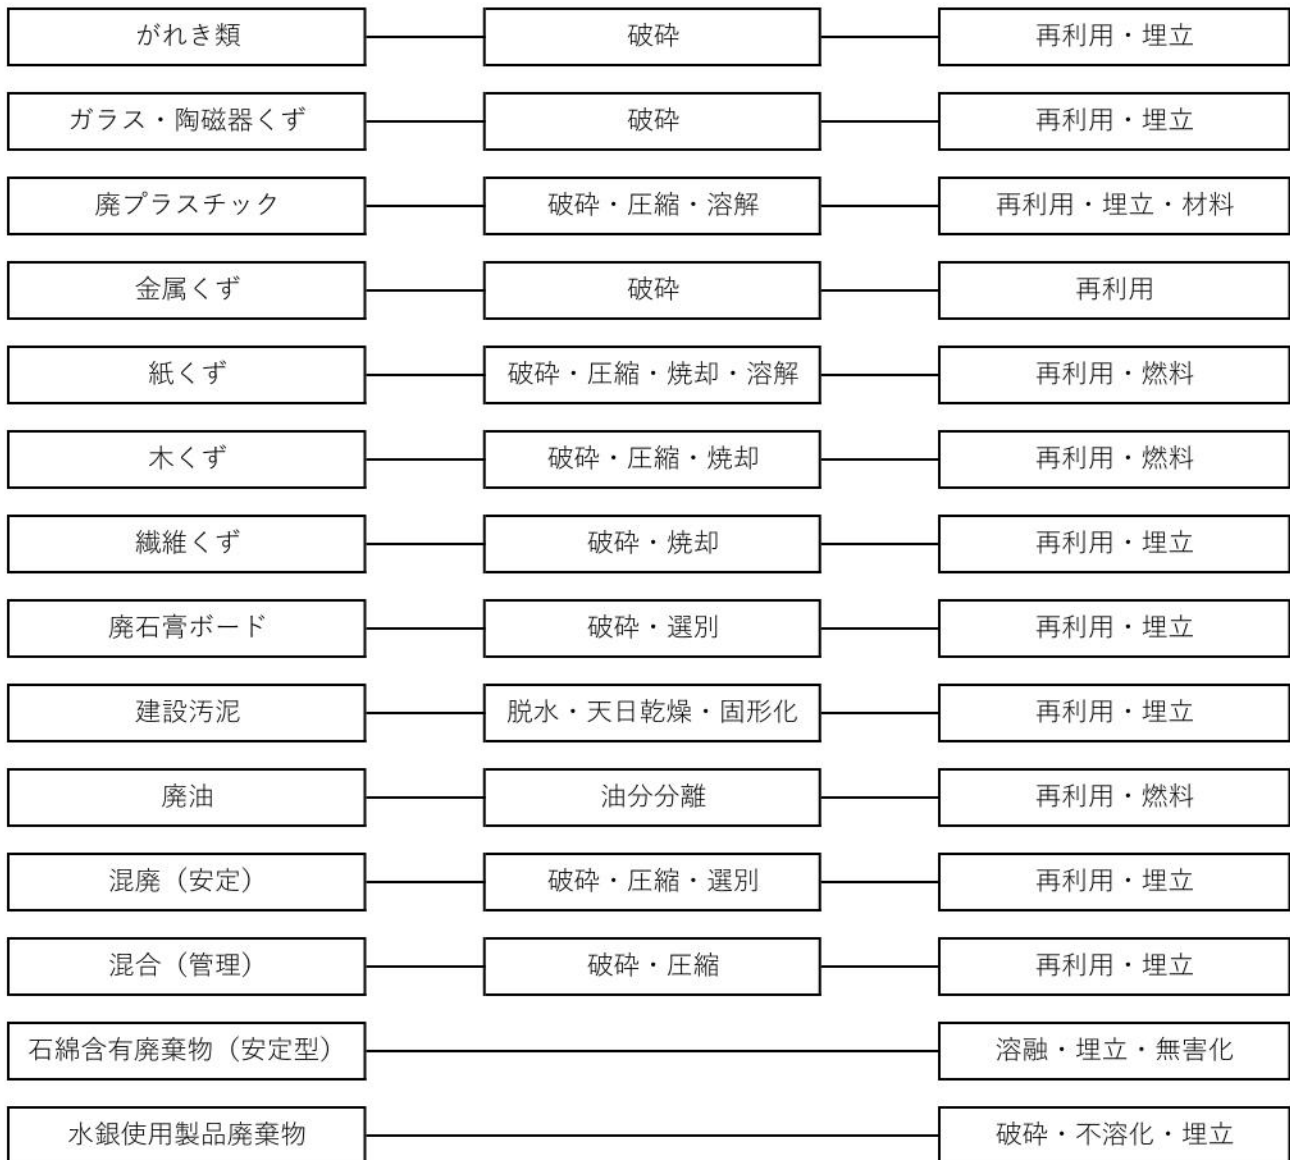 がれき類 破砕 再利用・埋立
ガラス・陶磁器くず 破砕 再利用・埋立
廃プラスチック 破砕・圧縮・溶解 再利用・埋立・材料
金属くず 破砕 再利用
紙くず 破砕・圧縮・焼却・溶解 再利用・燃料
木くず 破砕・圧縮・焼却 再利用・燃料
繊維くず 破砕・焼却 再利用・埋立
廃石膏ボード 破砕・選別 再利用・埋立
建設汚泥 脱水・天日乾燥・固形化 再利用・埋立
廃油 油分分離 再利用・燃料
混廃（安定） 破砕・圧縮・選別 再利用・埋立
混合（管理） 破砕・圧縮 再利用・埋立
石綿含有廃棄物（安定型） 溶融・埋立・無害化
水銀使用製品廃棄物 破砕・不溶化・埋立